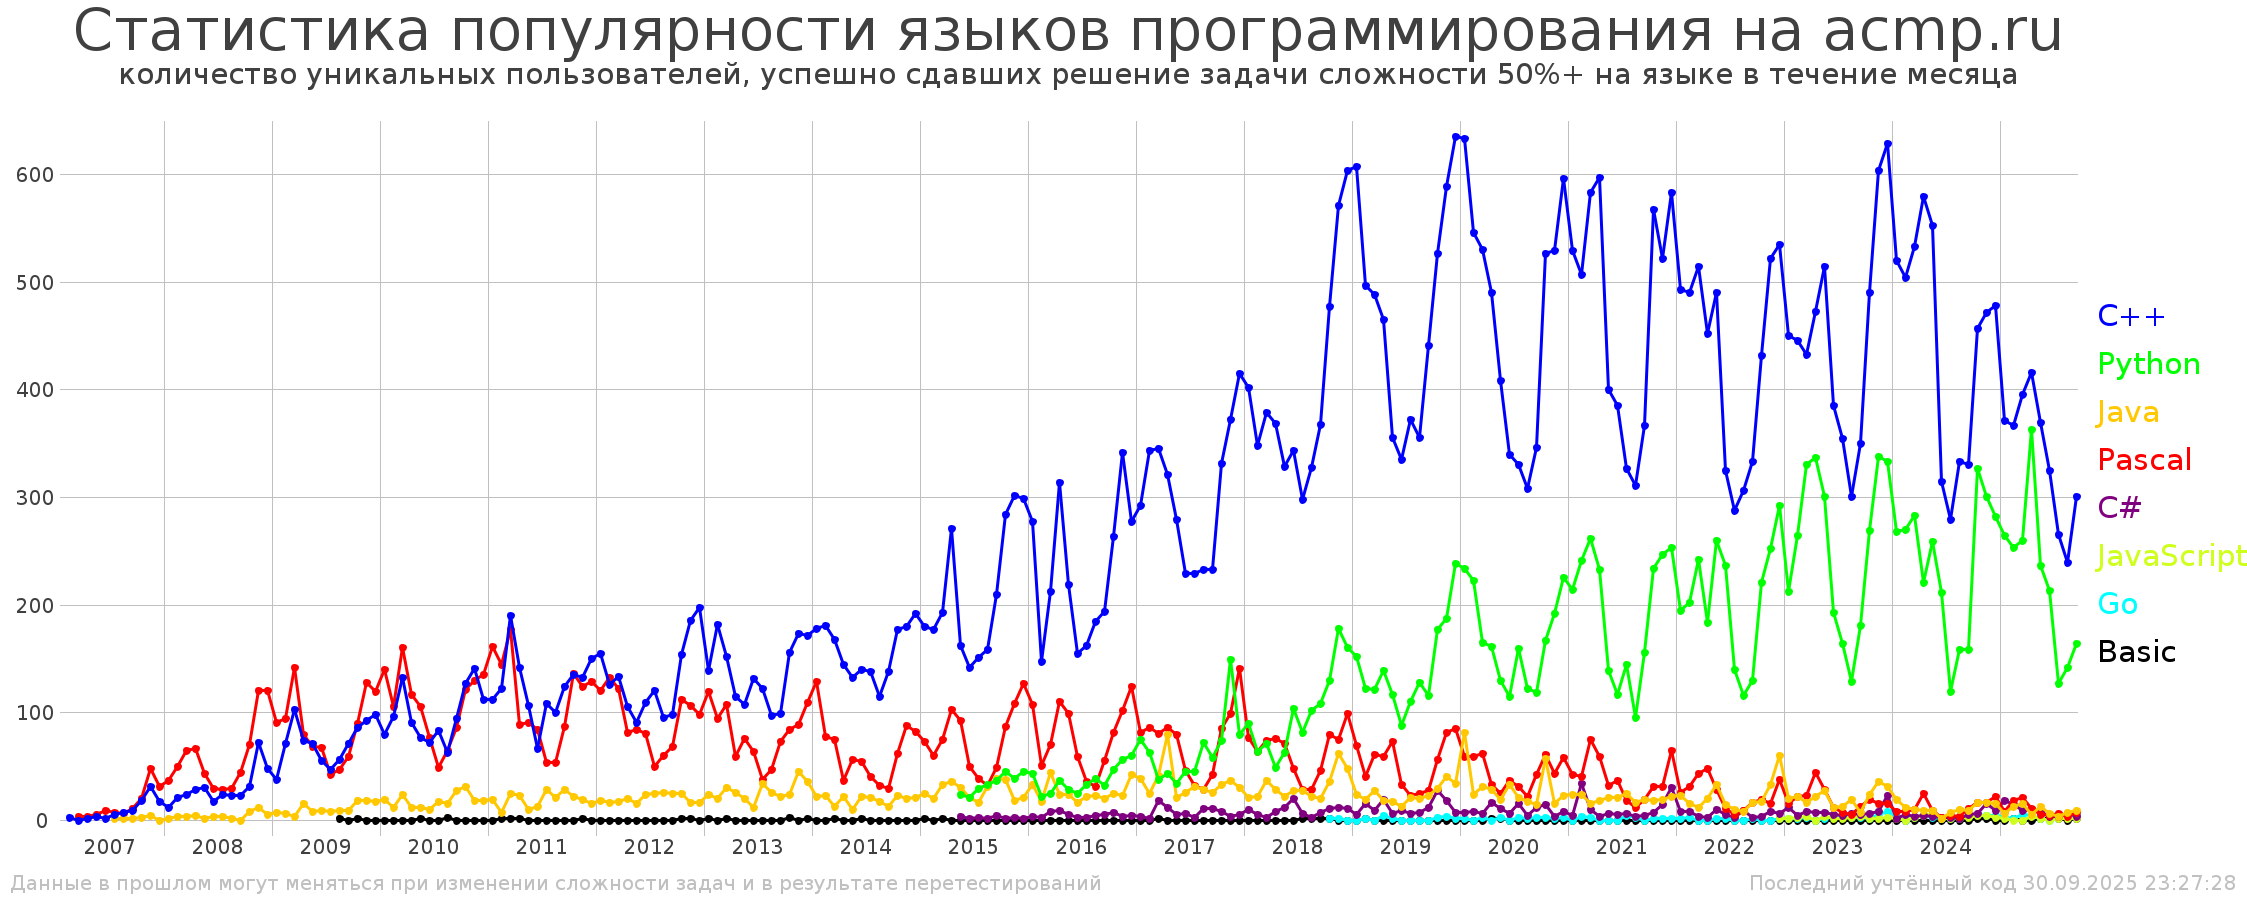 Статистика популярности языков программирования на acmp.ru
количество уникальных пользователей, успешно сдавших решение задачи сложности 50%+ на языке в течение месяца
600
500
400
300
200
100
0
C++
Python
Java
Pascal
C#
JavaScript
Go
Basic
2007 2008 2009 2010 2011 2012 2013 2014 2015 2016 2017 2018 2019 2020 2021 2022 2023 2024
Данные в прошлом могут меняться при изменении сложности задач и в результате перетестирований
Последний учтённый код 30.09.2025 23:27:28